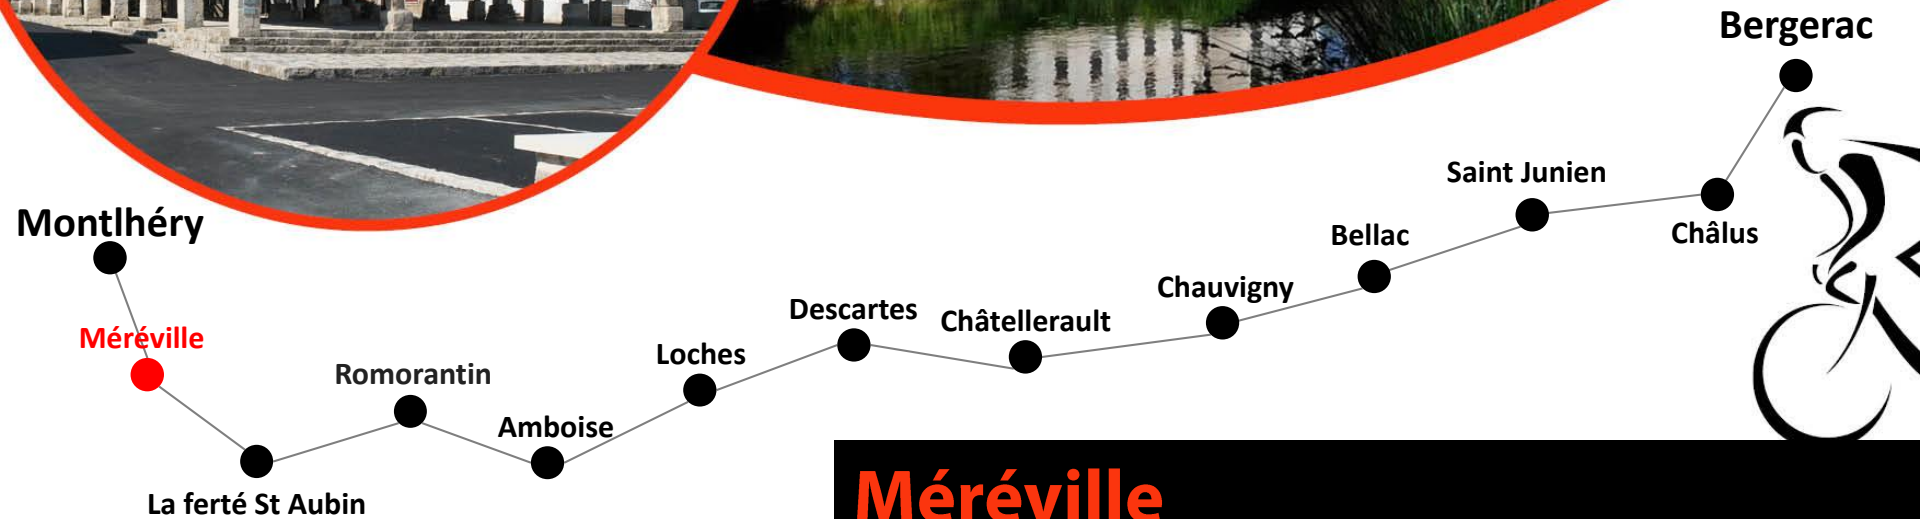 Bergerac
Saint Junien
Châlus
Montlhéry
Bellac
Chauvigny
Descartes
Châtellerault
Méréville
Loches
Romorantin
Amboise
La ferté St Aubin
Méréville